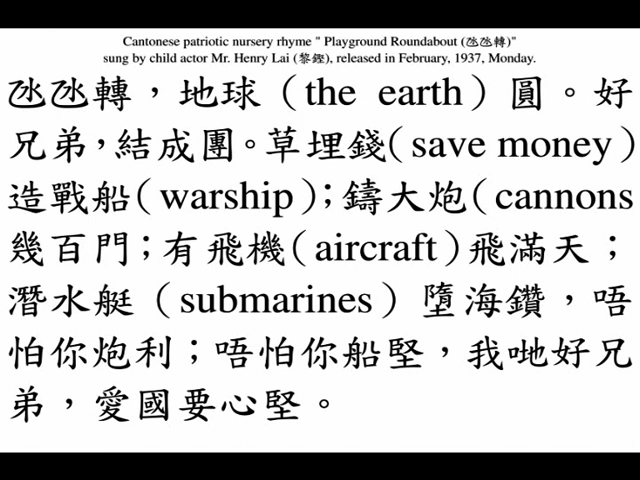 Cantonese patriotic nursery rhyme " Playground Roundabout (氹氹轉)"
sung by child actor Mr. Henry Lai (黎鏗), released in February, 1937, Monday.
氹氹轉，地球（the earth）圓。好
兄弟，結成團。草埋錢（save money）
造戰船（warship）；鑄大炮（cannons
幾百門；有飛機（aircraft）飛滿天；
潛水艇（submarines）墮海鑽，唔
怕你炮利；唔怕你船堅，我哋好兄
弟，愛國要心堅。